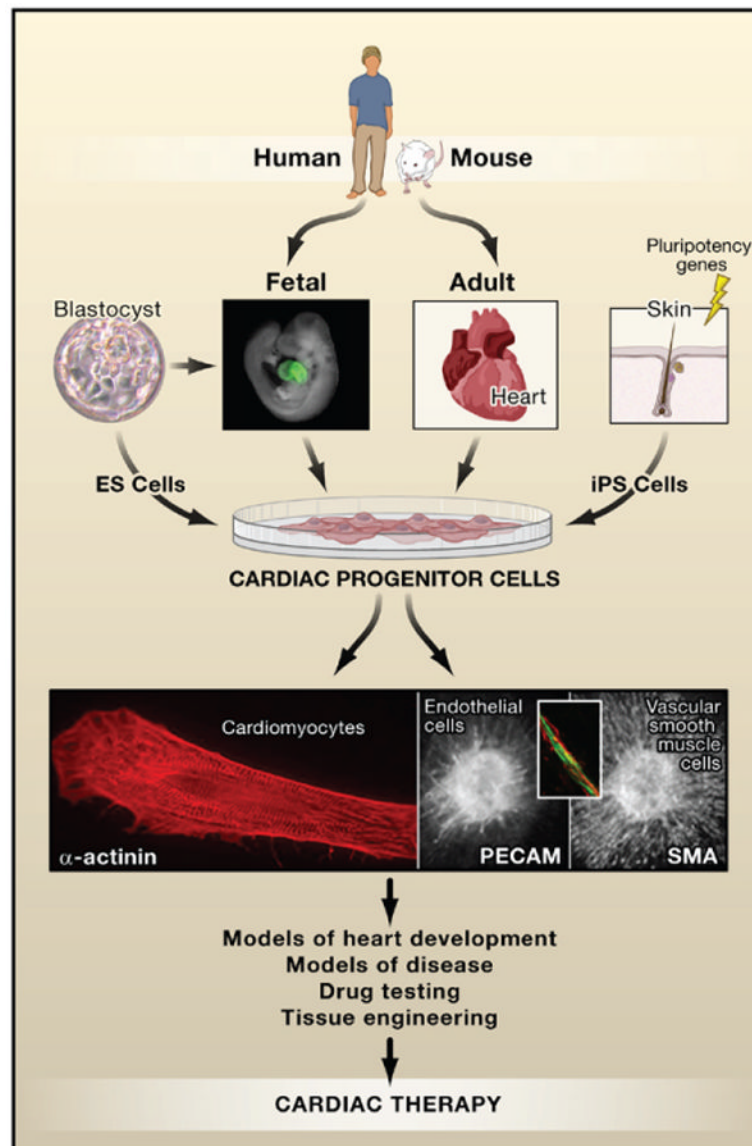 Human
Mouse
Fetal
Adult
Pluripotency
genes
Blastocyst
Skin
Heart
ES Cells
iPS Cells
CARDIAC PROGENITOR CELLS
Cardiomyocytes
Endothelial
cells
Vascular
smooth
muscle
cells
α-actinin
PECAM
SMA
Models of heart development
Models of disease
Drug testing
Tissue engineering
CARDIAC THERAPY